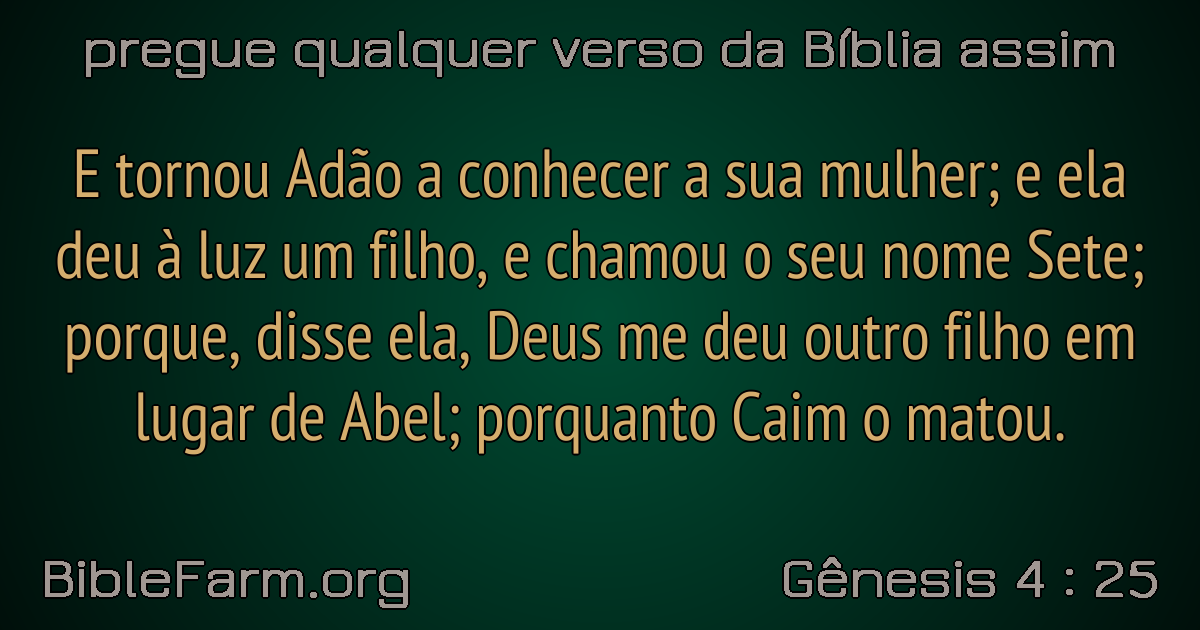 pregue qualquer verso da Bíblia assim
E tornou Adão a conhecer a sua mulher; e ela
deu à luz um filho, e chamou o seu nome Sete;
porque, disse ela, Deus me deu outro filho em
lugar de Abel; porquanto Caim o matou.
BibleFarm.org
Gênesis 4 : 25